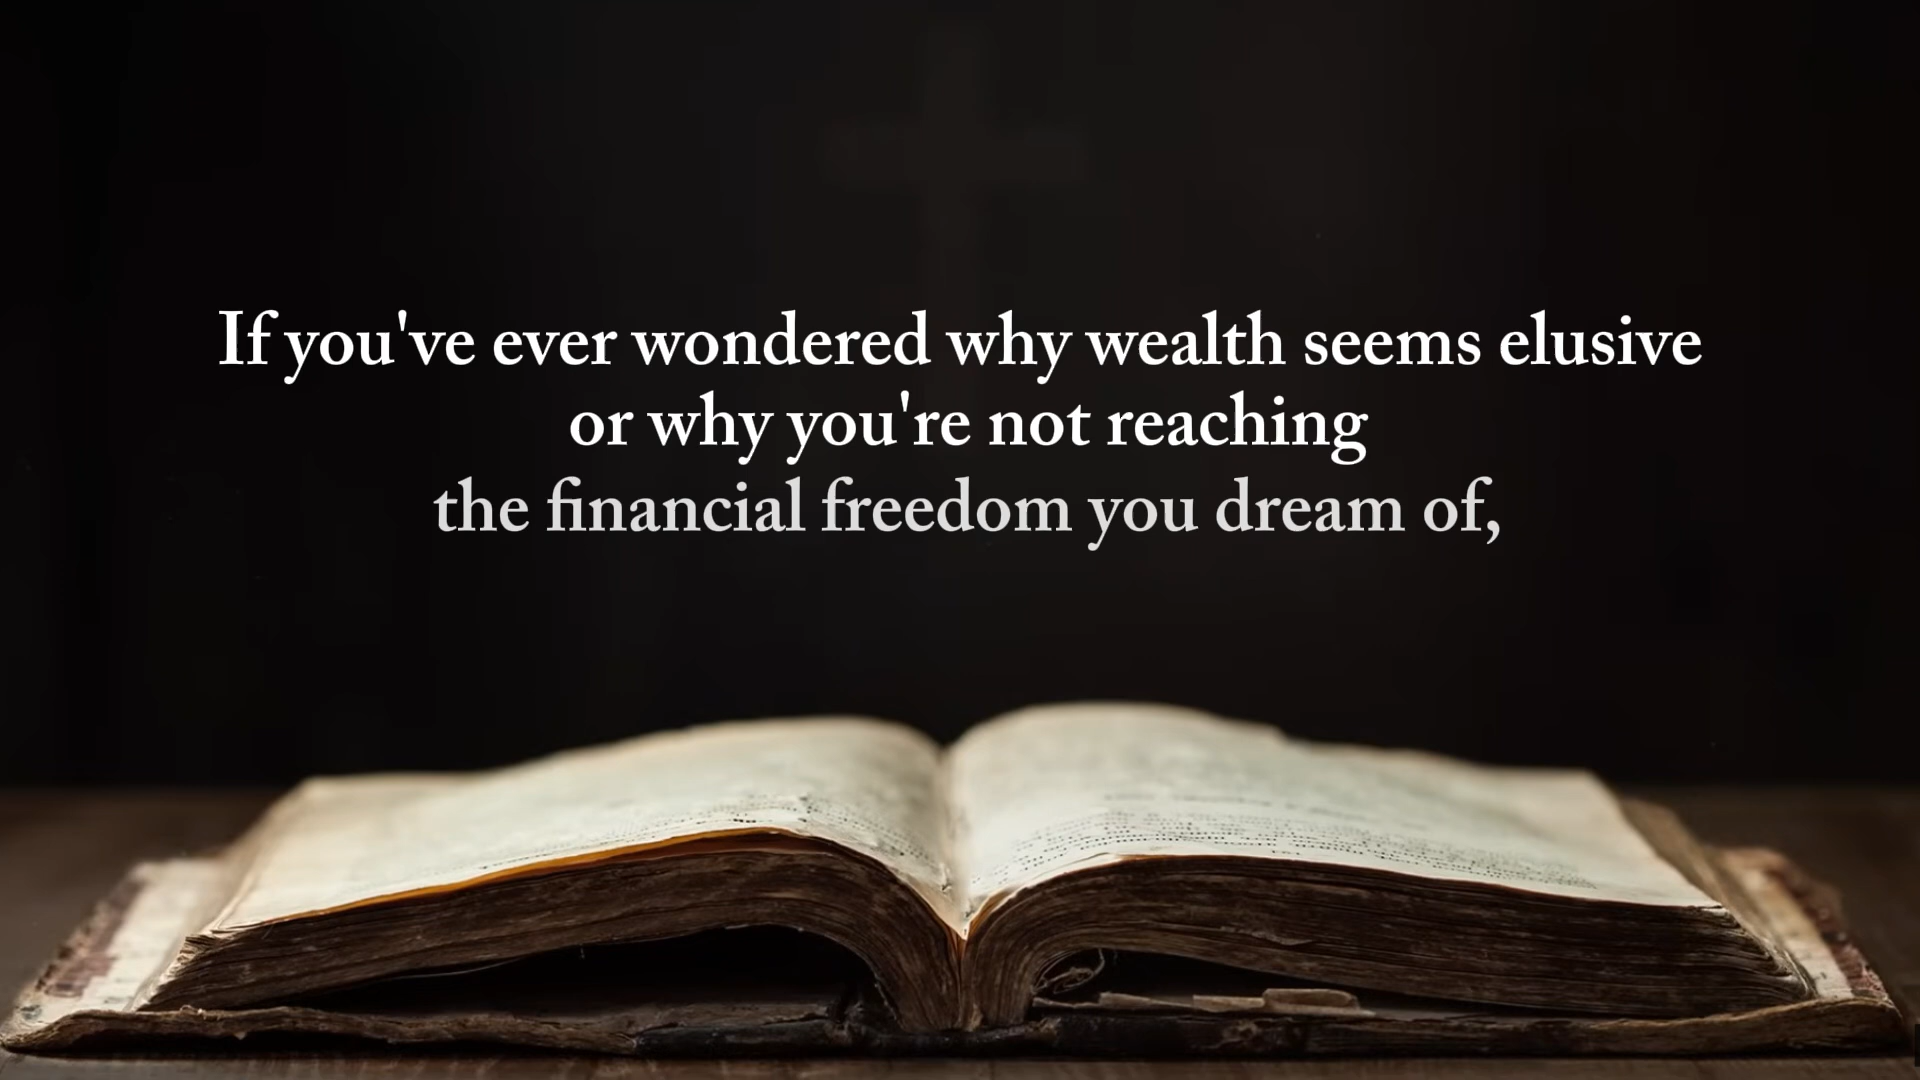 If you've ever wondered why wealth seems elusive
or why you're not reaching
the financial freedom you dream of,